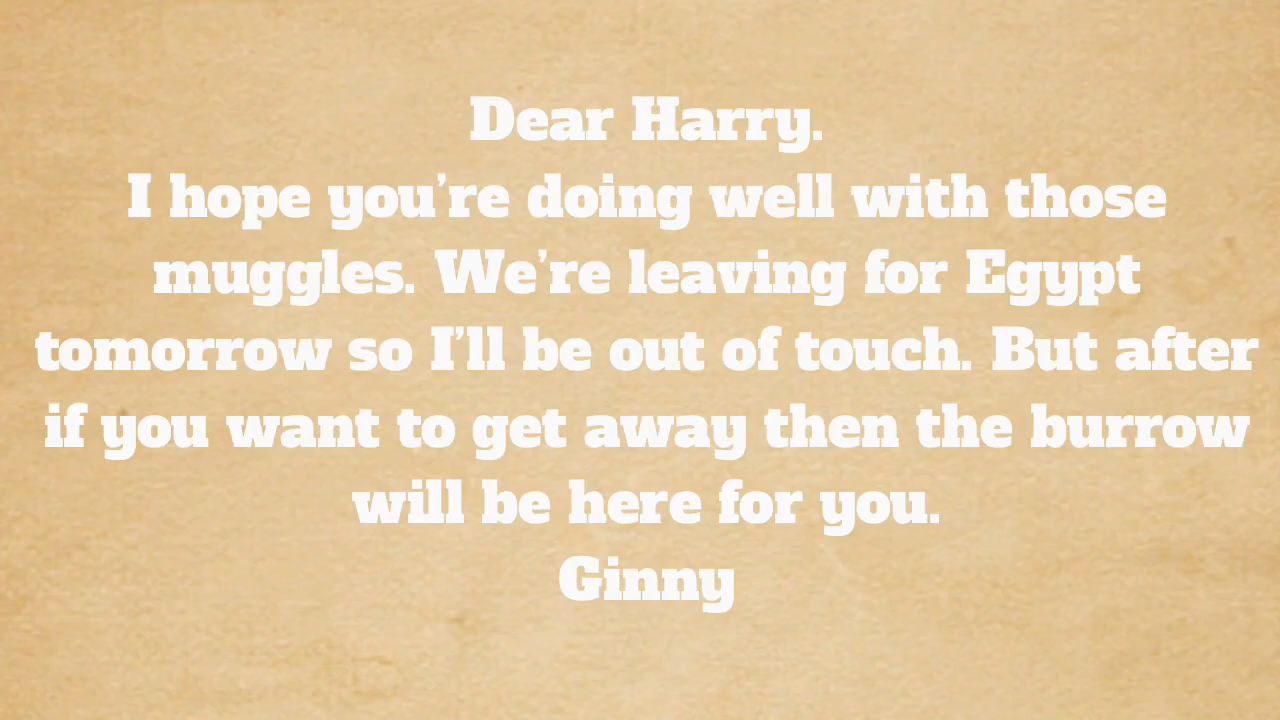 Dear Harry.
I hope you're doing well with those
muggles. We're leaving for Egypt
tomorrow so I'll be out of touch. But after
if you want to get away then the burrow
will be here for you.
Ginny